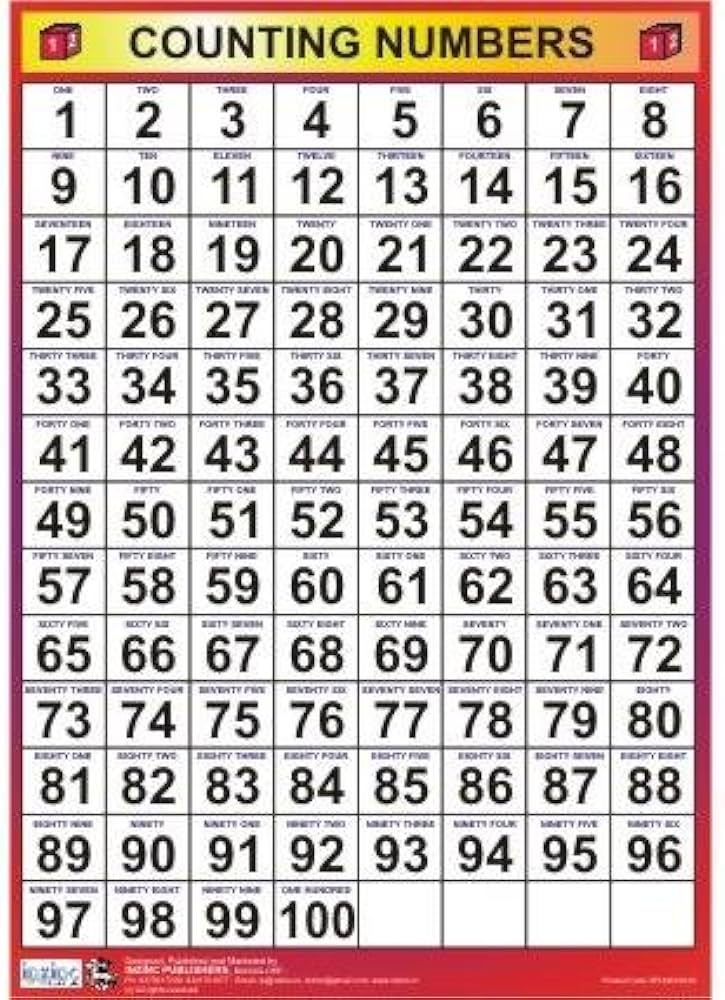 COUNTING NUMBERS
ONE TWO THREE FOUR FIVE SIX SEVEN EIGHT
1 2 3 4 5 6 7 8
NINE TEN ELEVEN TWELVE THIRTEEN FOURTEEN FIFTEEN SIXTEEN
9 10 11 12 13 14 15 16
SEVENTEEN EIGHTEEN NINETEEN TWENTY TWENTY ONE TWENTY TWO TWENTY THREE TWENTY FOUR
17 18 19 20 21 22 23 24
TWENTY FIVE TWENTY SIX TWENTY SEVEN TWENTY EIGHT TWENTY NINE THIRTY THIRTY ONE THIRTY TWO
25 26 27 28 29 30 31 32
THIRTY THREE THIRTY FOUR THIRTY FIVE THIRTY SIX THIRTY SEVEN THIRTY EIGHT THIRTY NINE FORTY
33 34 35 36 37 38 39 40
FORTY ONE FORTY TWO FORTY THREE FORTY FOUR FORTY FIVE FORTY SIX FORTY SEVEN FORTY EIGHT
41 42 43 44 45 46 47 48
FORTY NINE FIFTY FIFTY ONE FIFTY TWO FIFTY THREE FIFTY FOUR FIFTY FIVE FIFTY SIX
49 50 51 52 53 54 55 56
FIFTY SEVEN FIFTY EIGHT FIFTY NINE SIXTY SIXTY ONE SIXTY TWO SIXTY THREE SIXTY FOUR
57 58 59 60 61 62 63 64
SIXTY FIVE SIXTY SIX SIXTY SEVEN SIXTY EIGHT SIXTY NINE SEVENTY SEVENTY ONE SEVENTY TWO
65 66 67 68 69 70 71 72
SEVENTY THREE SEVENTY FOUR SEVENTY FIVE SEVENTY SIX SEVENTY SEVEN SEVENTY EIGHT SEVENTY NINE EIGHTY
73 74 75 76 77 78 79 80
EIGHTY ONE EIGHTY TWO EIGHTY THREE EIGHTY FOUR EIGHTY FIVE EIGHTY SIX EIGHTY SEVEN EIGHTY EIGHT
81 82 83 84 85 86 87 88
EIGHTY NINE NINETY NINETY ONE NINETY TWO NINETY THREE NINETY FOUR NINETY FIVE NINETY SIX
89 90 91 92 93 94 95 96
NINETY SEVEN NINETY EIGHT NINETY NINE ONE HUNDRED
97 98 99 100
Designed, Published and Marketed by
PUBLISHERS,